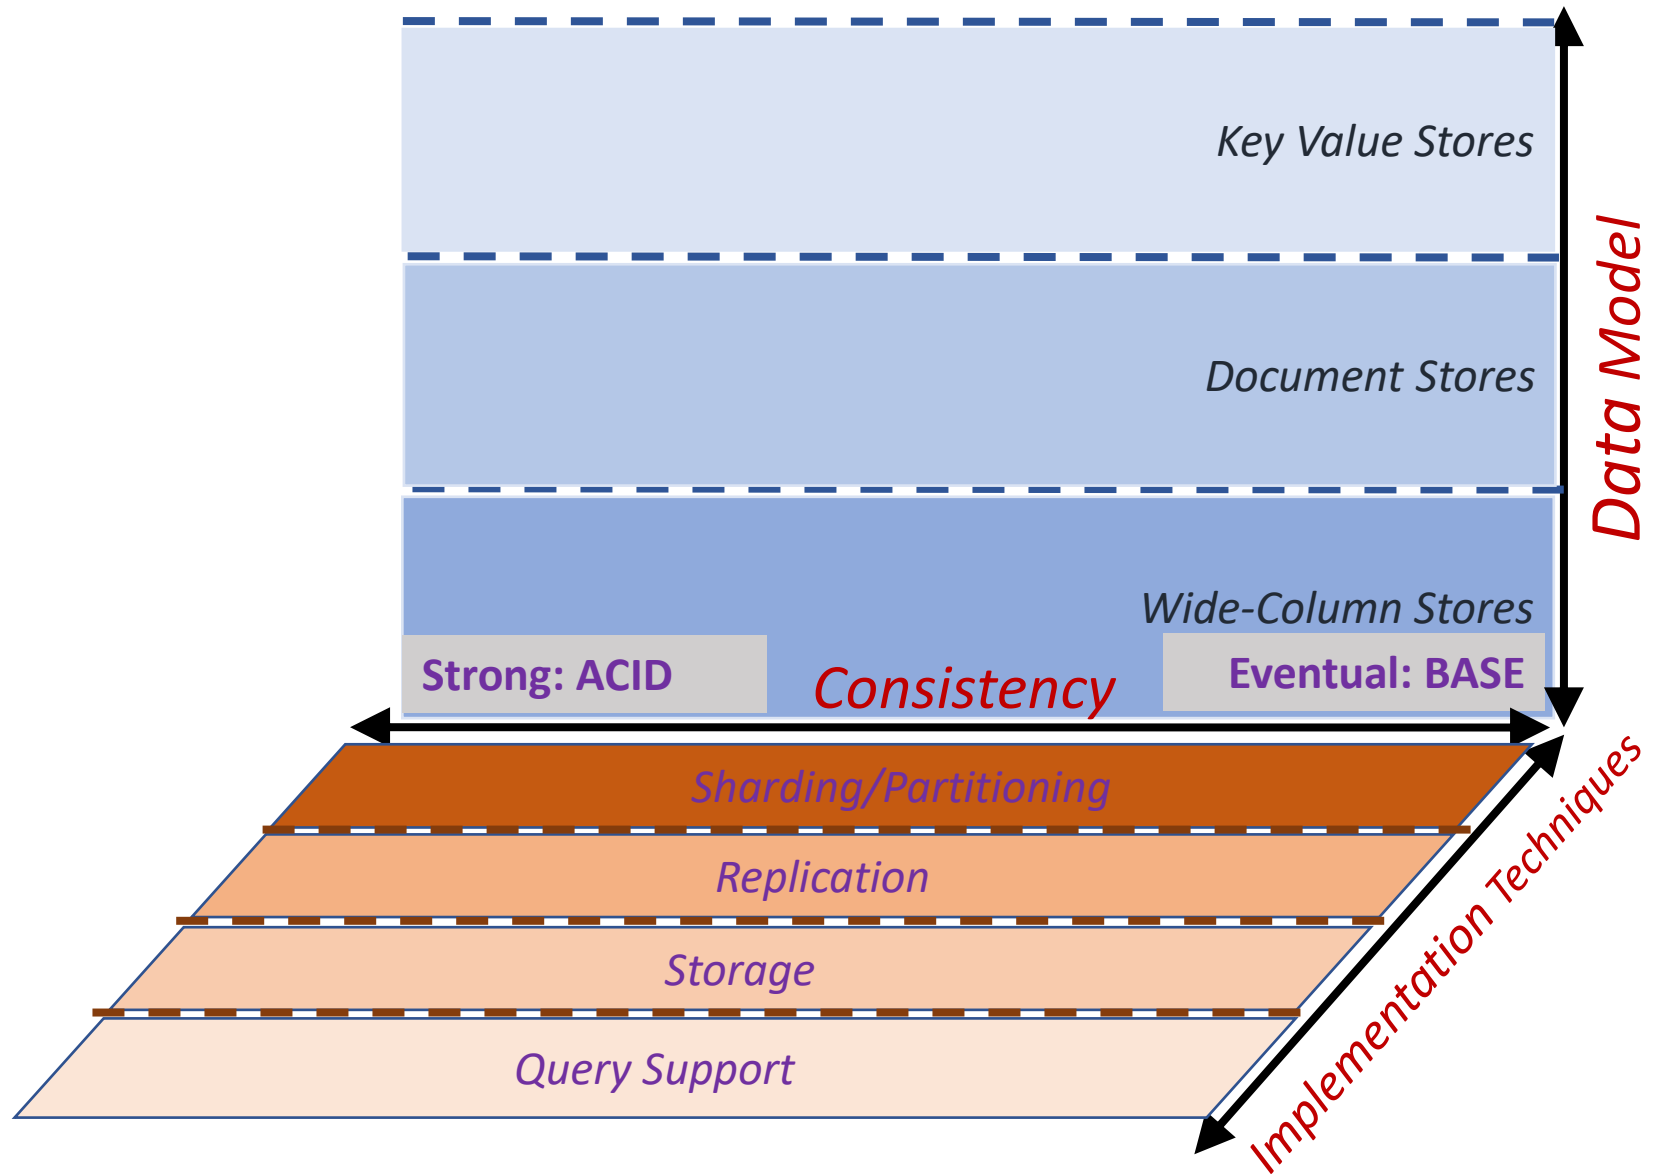 Key Value Stores
Document Stores
Data Model
Wide-Column Stores
Strong: ACID
Consistency
Eventual: BASE
Sharding/Partitioning
Replication
Storage
Query Support
Implementation Techniques